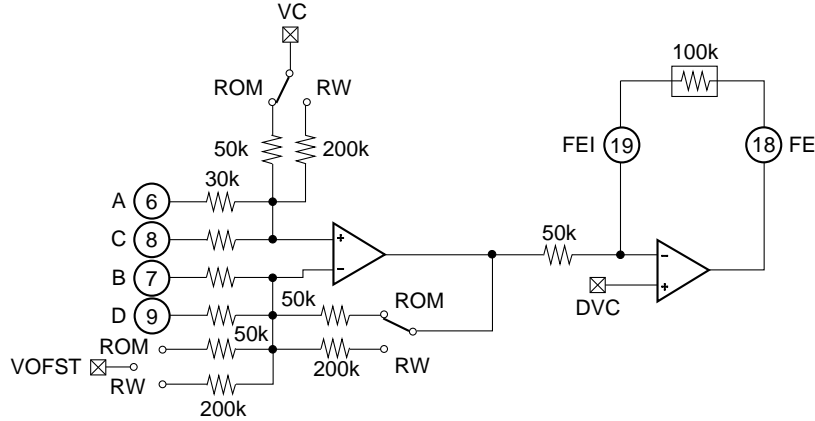 VC
100k
ROM
RW
50k
200k
FEI
19
18
FE
30k
A
6
C
8
+
50k
B
7
-
-
+
DVC
D
9
50k
ROM
ROM
50k
VOFST
200k
RW
RW
200k